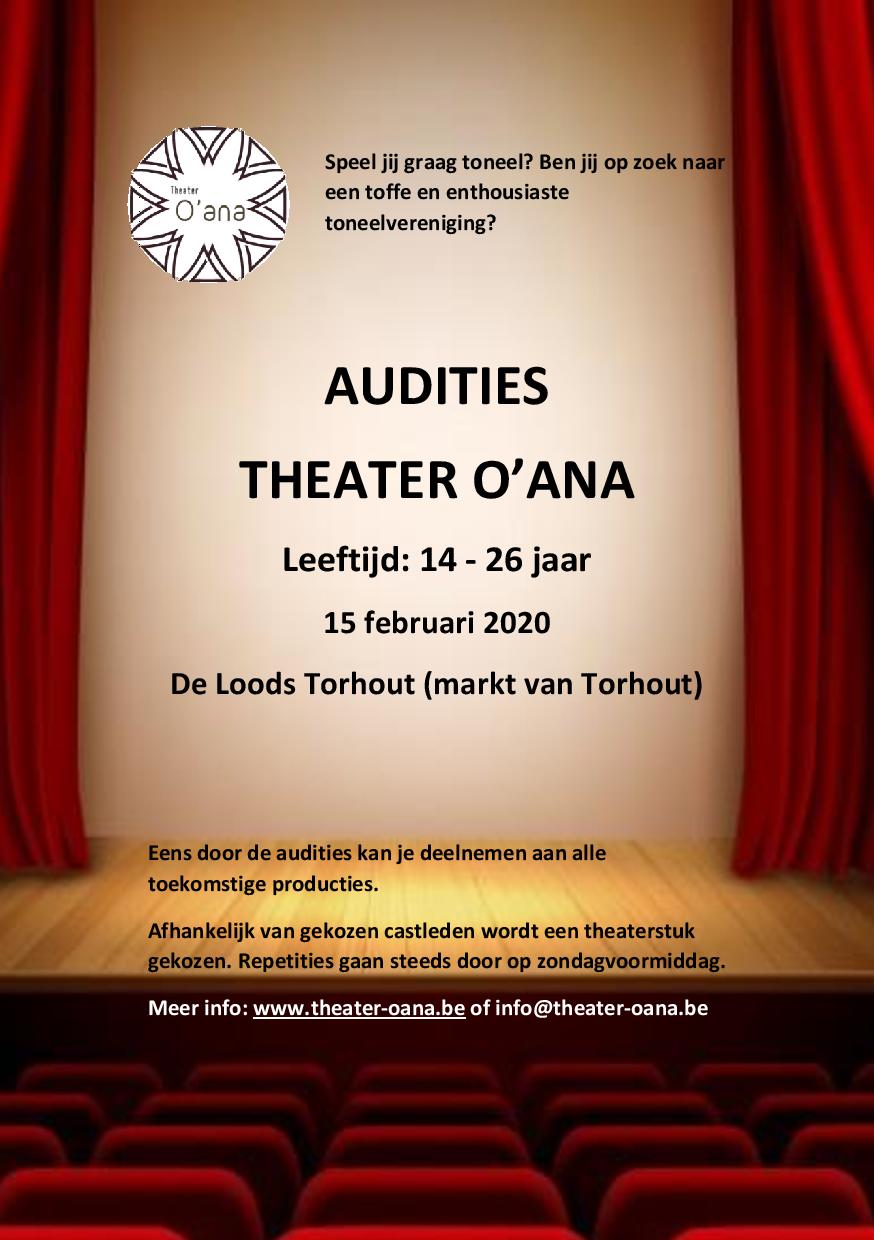 Theater
O'ana
Speel jij graag toneel? Ben jij op zoek naar
een toffe en enthousiaste
toneelvereniging?
AUDITIES
THEATER O’ANA
Leeftijd: 14 - 26 jaar
15 februari 2020
De Loods Torhout (markt van Torhout)
Eens door de audities kan je deelnemen aan alle
toekomstige producties.
Afhankelijk van gekozen castleden wordt een theaterstuk
gekozen. Repetities gaan steeds door op zondagvoormiddag.
Meer info: www.theater-oana.be of info@theater-oana.be